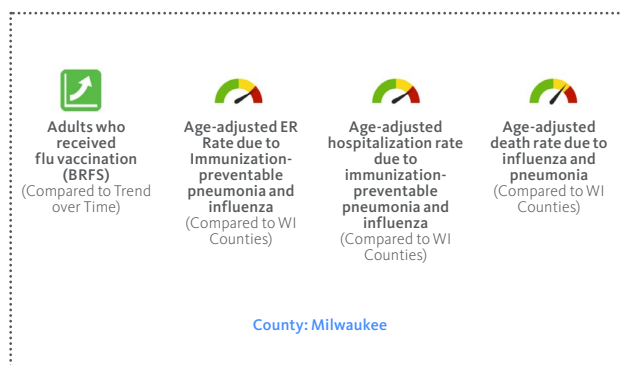 Adults who
received
flu vaccination
(BRFS)
(Compared to Trend
over Time)
Age-adjusted ER
Rate due to
Immunization-
preventable
pneumonia and
influenza
(Compared to WI
Counties)
Age-adjusted
hospitalization rate
due to
immunization-
preventable
pneumonia and
influenza
(Compared to WI
Counties)
Age-adjusted
death rate due to
influenza and
pneumonia
(Compared to WI
Counties)
County: Milwaukee